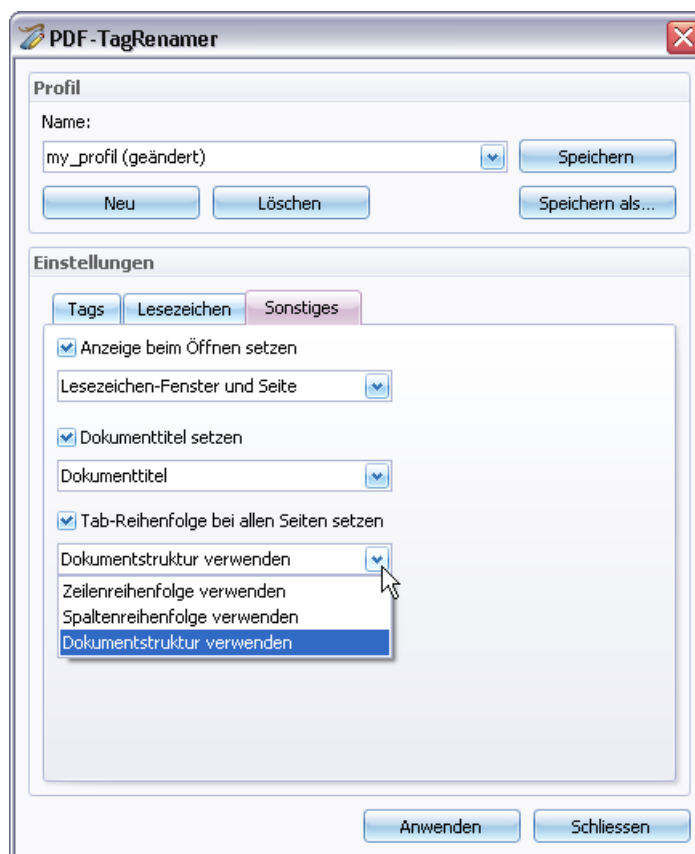 PDF-TagRenamer
Profil
Name:
my_profil (geändert)
Speichern
Neu
Löschen
Speichern als...
Einstellungen
Tags
Lesezeichen
Sonstiges
Anzeige beim Öffnen setzen
Lesezeichen-Fenster und Seite
Dokumenttitel setzen
Dokumenttitel
Tab-Reihenfolge bei allen Seiten setzen
Dokumentstruktur verwenden
Zeilenreihenfolge verwenden
Spaltenreihenfolge verwenden
Dokumentstruktur verwenden
Anwenden
Schliessen